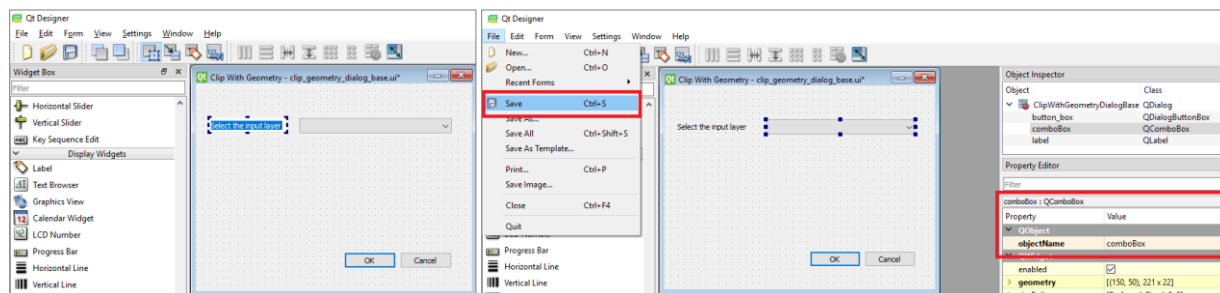 Qt Designer
File Edit Form View Settings Window Help
Widget Box
Filter
Horizontal Slider
Vertical Slider
Key Sequence Edit
Display Widgets
Label
Text Browser
Graphics View
12 Calendar Widget
LCD Number
Progress Bar
Horizontal Line
Vertical Line
Qt Clip With Geometry - clip_geometry_dialog_base.ui*
Select the input layer
OK Cancel
Qt Designer
File Edit Form View Settings Window Help
New... Ctrl+N
Open... Ctrl+O
Recent Forms
Save Ctrl+S
Save As...
Save All Ctrl+Shift+S
Save As Template...
Print... Ctrl+P
Save Image...
Close Ctrl+F4
Quit
Progress Bar
Horizontal Line
Vertical Line
Qt Clip With Geometry - clip_geometry_dialog_base.ui*
Select the input layer
OK Cancel
Object Inspector
Object Class
ClipWithGeometryDialogBase QDialog
button_box QDialogButtonBox
comboBox QComboBox
label QLabel
Property Editor
Filter
comboBox : QComboBox
Property Value
QObject
objectName comboBox
enabled
geometry [(150, 50), 221 x 22]